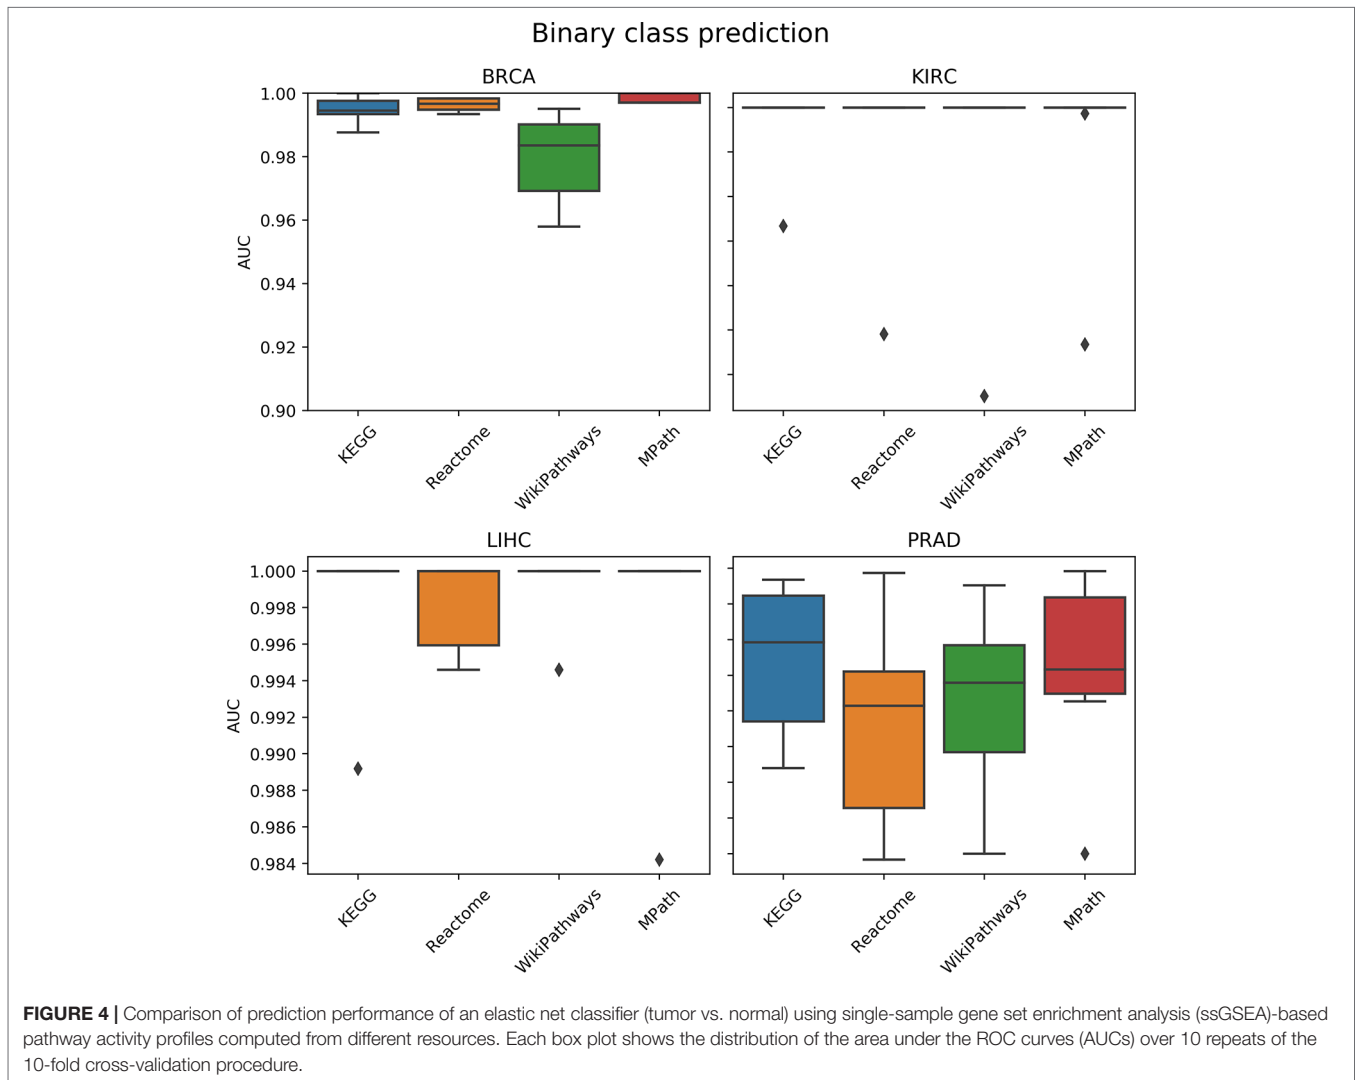 Binary class prediction
BRCA
KIRC
1.00
0.98
0.96
0.94
0.92
0.90
AUC
KEGG
Reactome
WikiPathways
MPath
KEGG
Reactome
WikiPathways
MPath
LIHC
PRAD
1.000
0.998
0.996
0.994
0.992
0.990
0.988
0.986
0.984
AUC
KEGG
Reactome
WikiPathways
MPath
KEGG
Reactome
WikiPathways
MPath
FIGURE 4 | Comparison of prediction performance of an elastic net classifier (tumor vs. normal) using single-sample gene set enrichment analysis (ssGSEA)-based
pathway activity profiles computed from different resources. Each box plot shows the distribution of the area under the ROC curves (AUCs) over 10 repeats of the
10-fold cross-validation procedure.